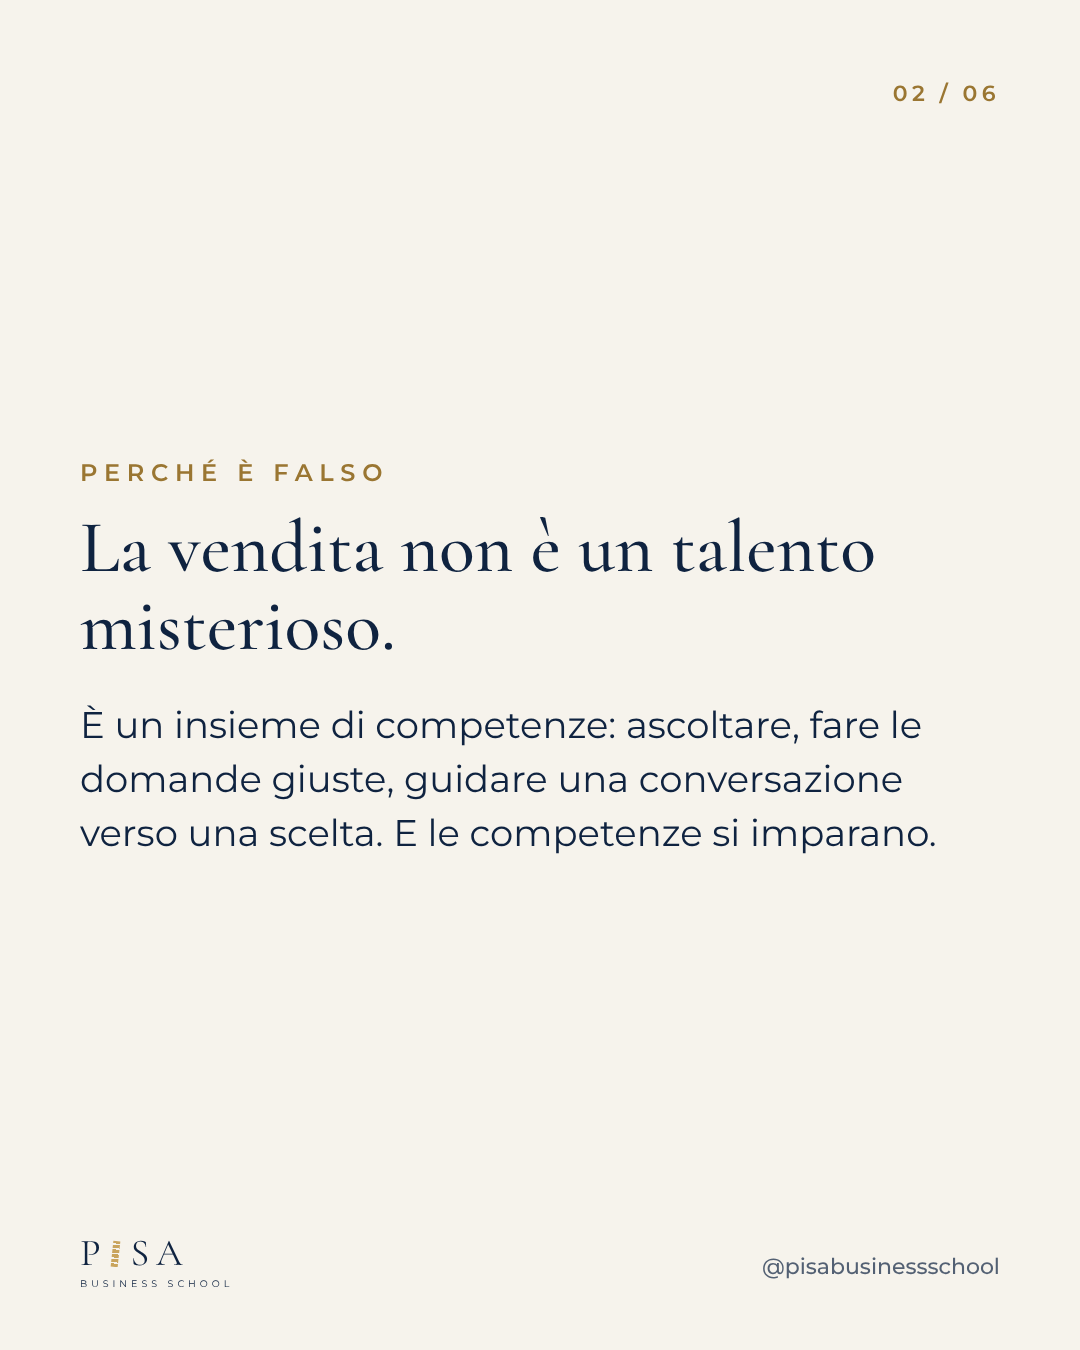 02 / 06
PERCHÉ È FALSO
La vendita non è un talento
misterioso.
È un insieme di competenze: ascoltare, fare le
domande giuste, guidare una conversazione
verso una scelta. E le competenze si imparano.
PISA
BUSINESS SCHOOL
@pisabusinessschool